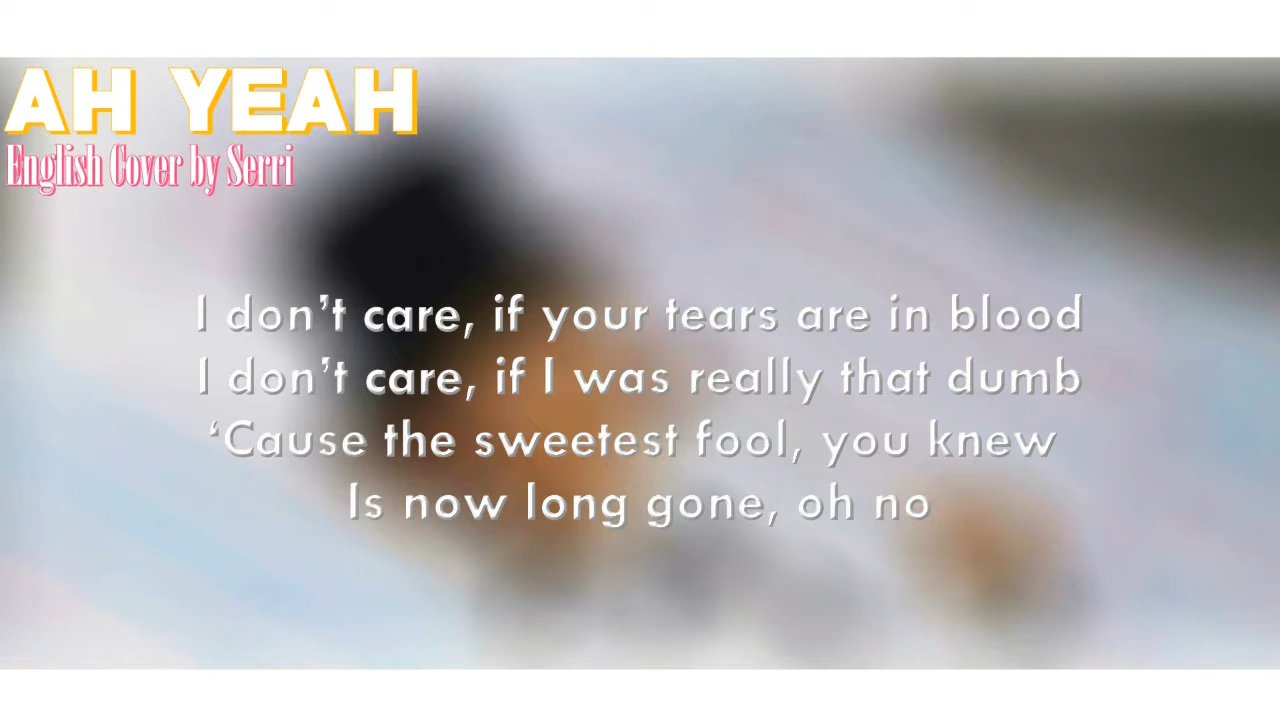 AH YEAH
English Cover by Serri
I don’t care, if your tears are in blood
I don’t care, if I was really that dumb
‘Cause the sweetest fool, you knew
Is now long gone, oh no